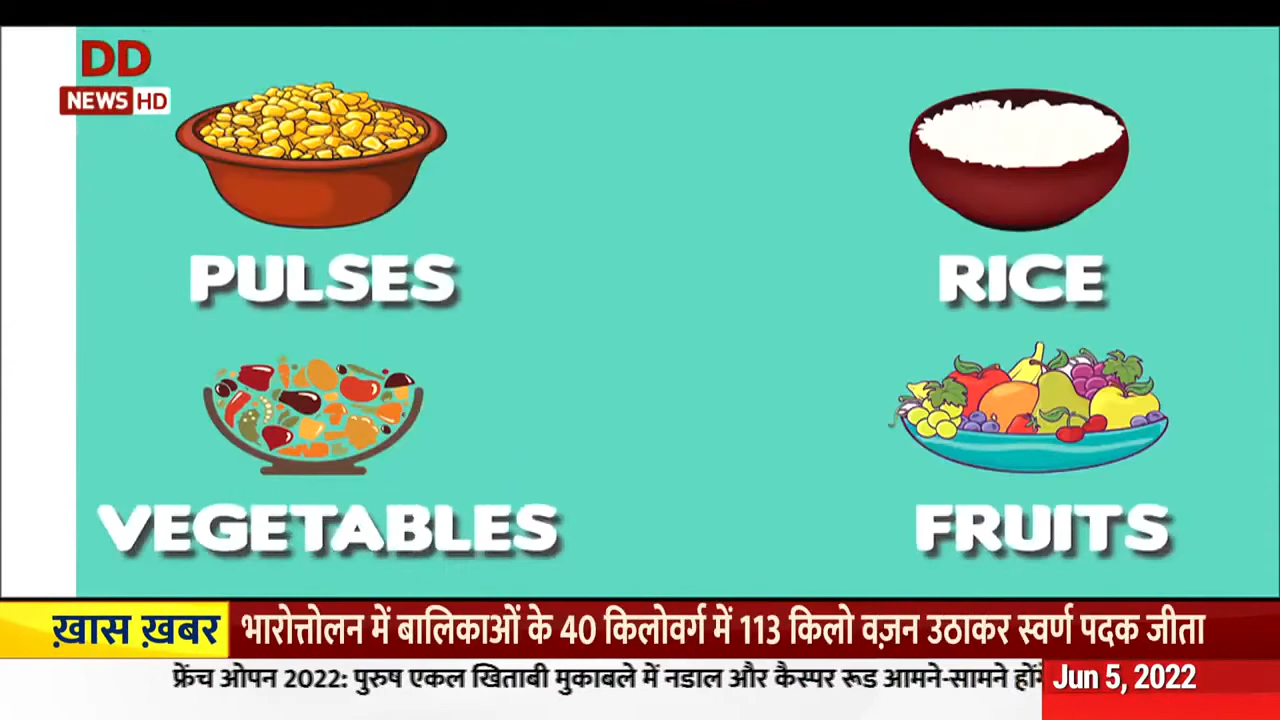 DD
NEWS HD
PULSES
RICE
VEGETABLES
FRUITS
ख़ास ख़बर
भारोत्तोलन में बालिकाओं के 40 किलोवर्ग में 113 किलो वज़न उठाकर स्वर्ण पदक जीता
फ्रेंच ओपन 2022: पुरुष एकल खिताबी मुकाबले में नडाल और कैस्पर रूड आमने-सामने
Jun 5, 2022